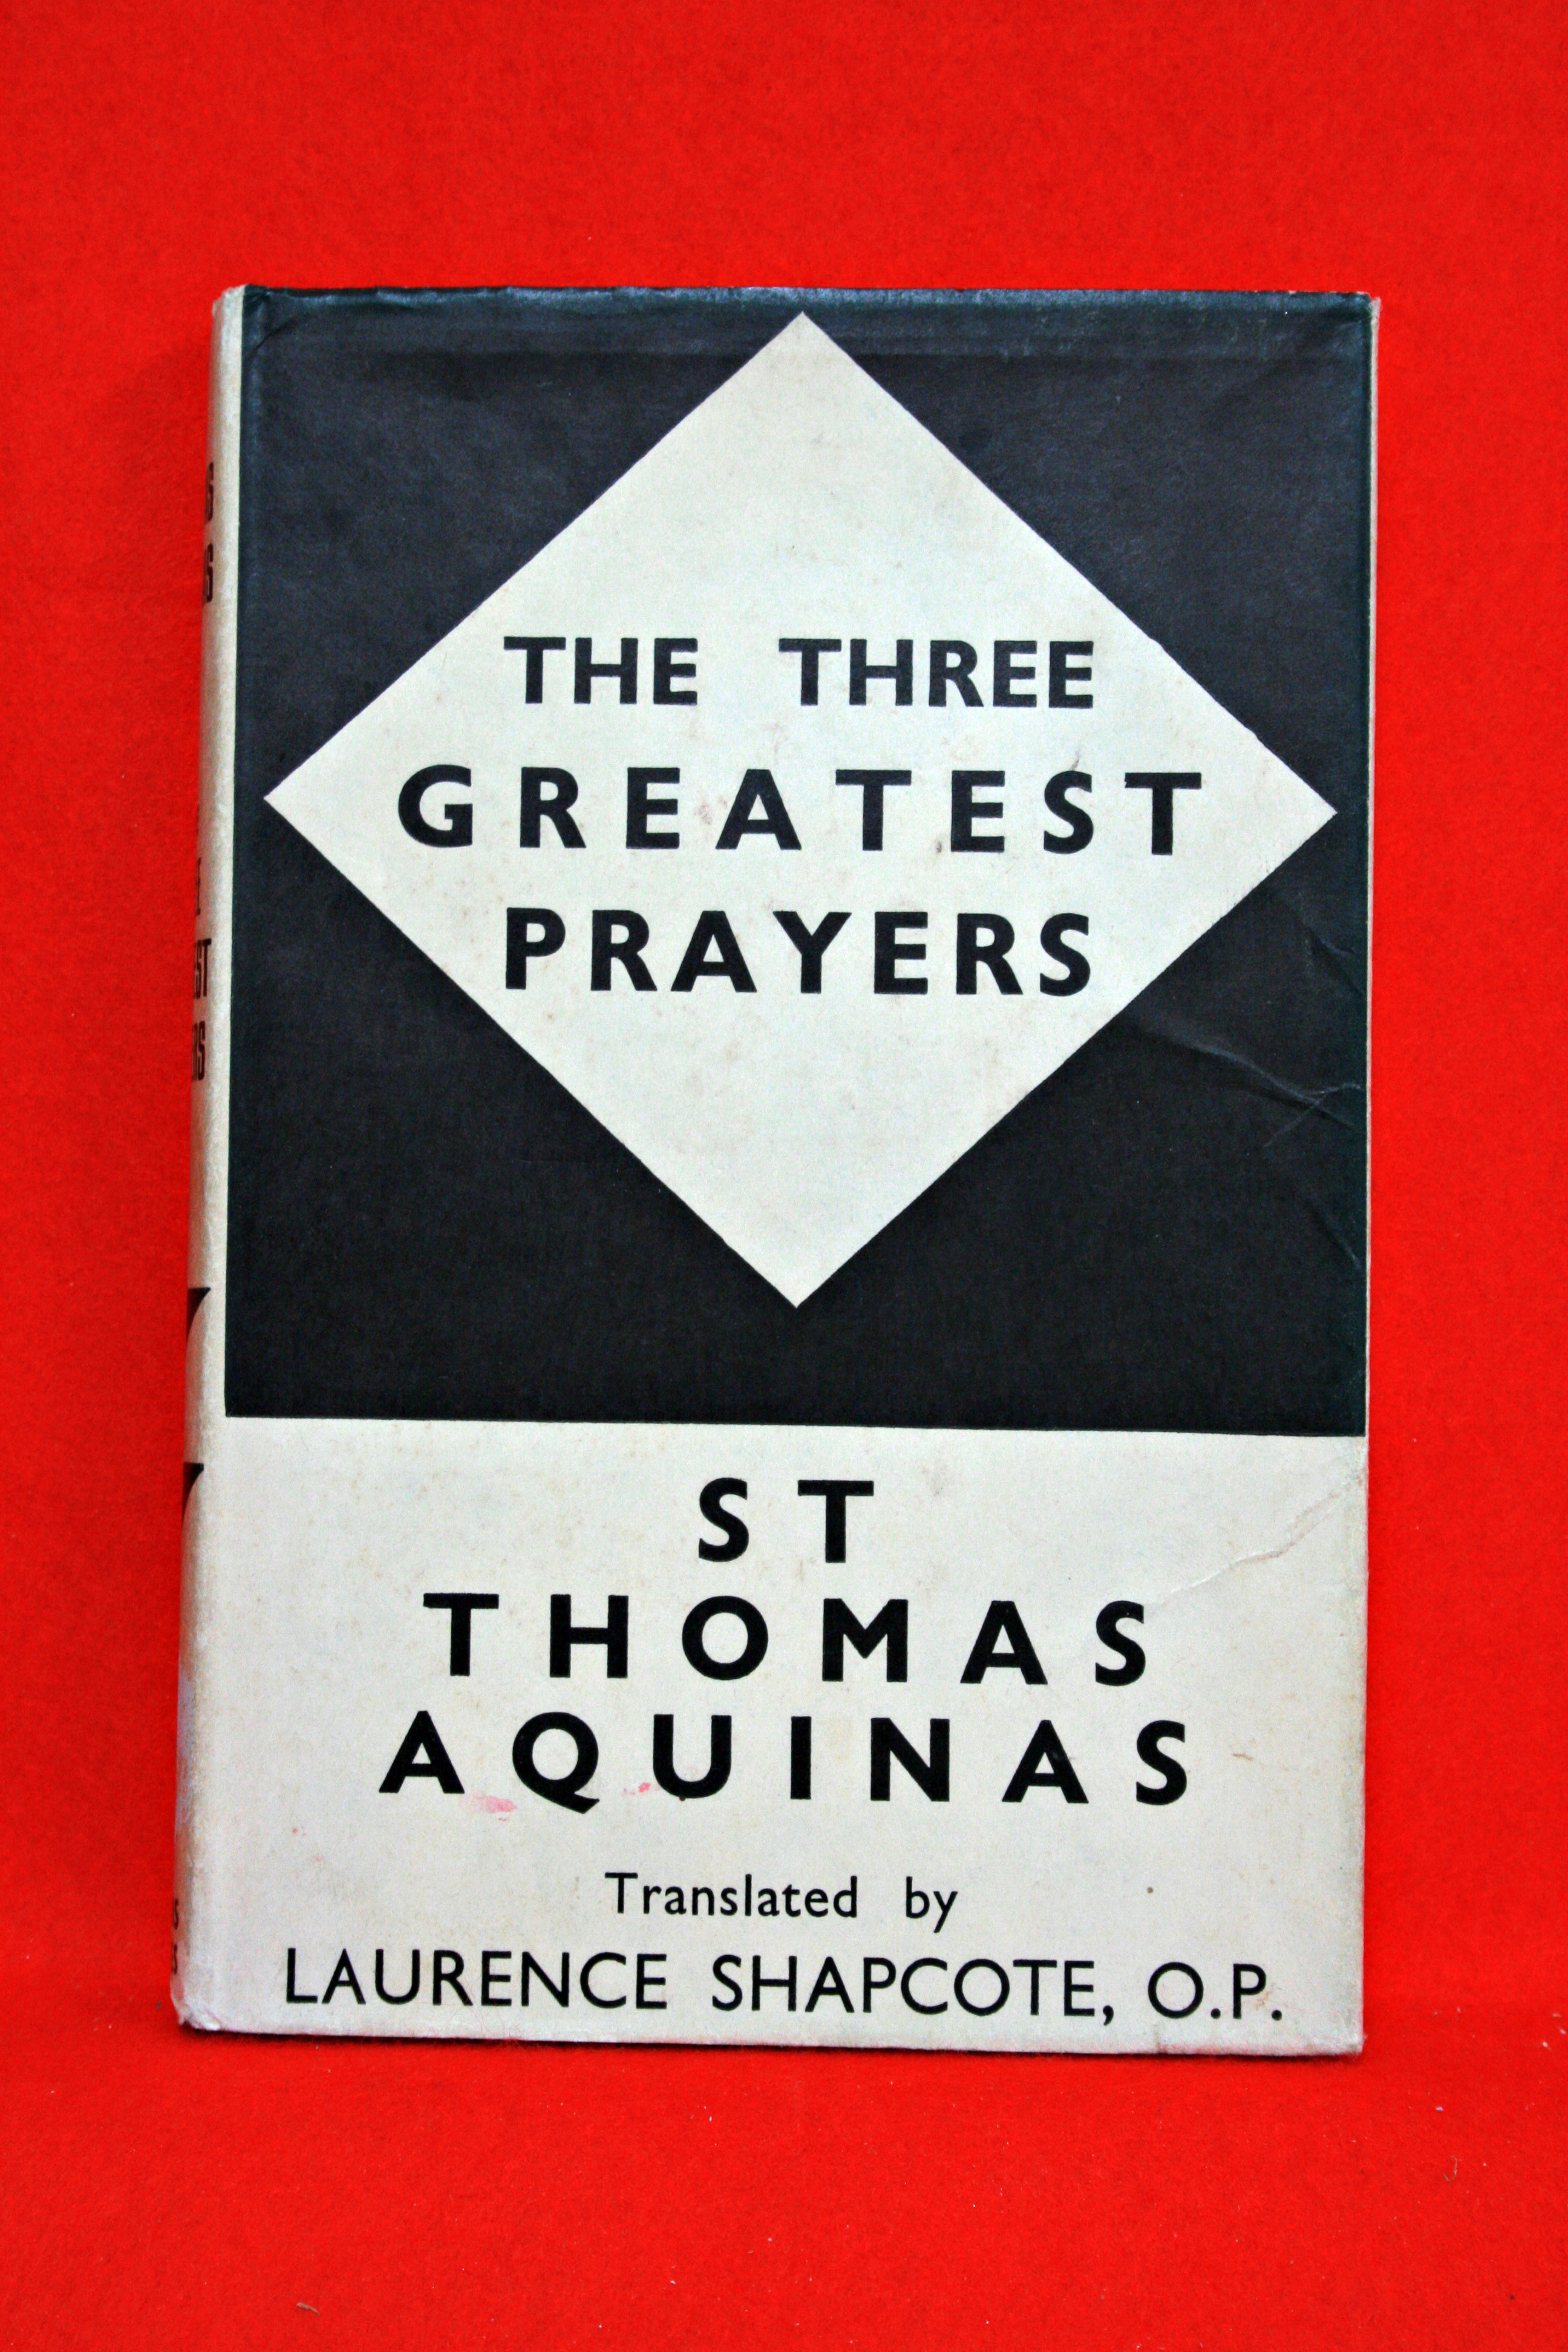 THE THREE
GREATEST
PRAYERS
ST
THOMAS
AQUINAS
Translated by
LAURENCE SHAPCOTE, O.P.